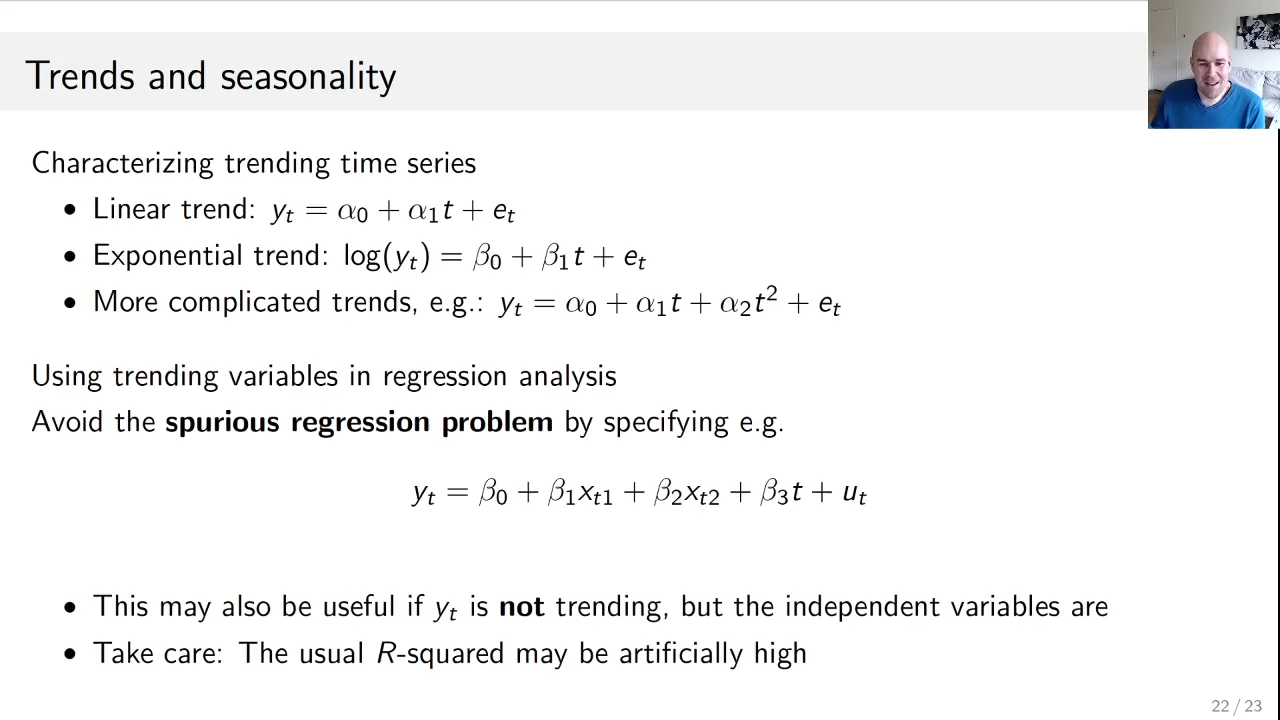 Trends and seasonality
Characterizing trending time series
• Linear trend: yₜ = α₀ + α₁t + eₜ
• Exponential trend: log(yₜ) = β₀ + β₁t + eₜ
• More complicated trends, e.g.: yₜ = α₀ + α₁t + α₂t² + eₜ
Using trending variables in regression analysis
Avoid the spurious regression problem by specifying e.g.
yₜ = β₀ + β₁xₜ₁ + β₂xₜ₂ + β₃t + uₜ
• This may also be useful if yₜ is not trending, but the independent variables are
• Take care: The usual R-squared may be artificially high
22 / 23